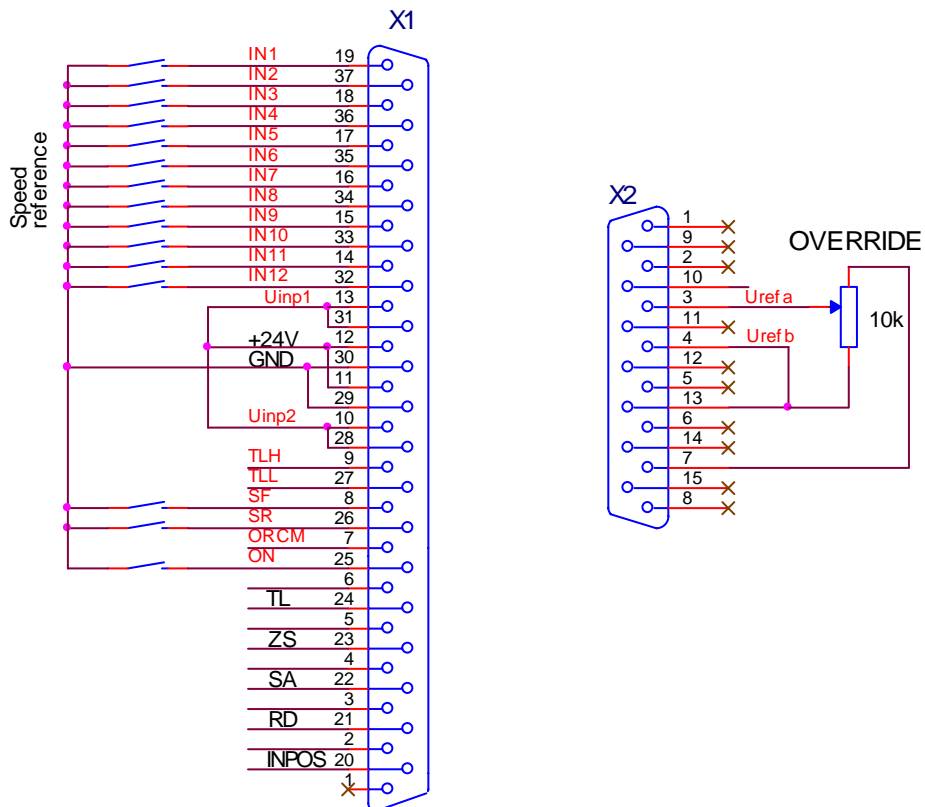 X1
IN1 19
IN2 37
IN3 18
IN4 36
IN5 17
IN6 35
IN7 16
IN8 34
IN9 15
IN10 33
IN11 14
IN12 32
Uinp1 13
31
+24V 12
GND 30
11
29
Uinp2 10
28
TLH 9
TLL 27
SF 8
SR 26
ORCM 7
ON 25
6
TL 24
5
ZS 23
4
SA 22
3
RD 21
2
INPOS 20
1
Speed
reference
X2
1
9
2
10
Urefa 3
11
Urefb 4
12
5
13
6
14
7
15
8
OVERRIDE
10k